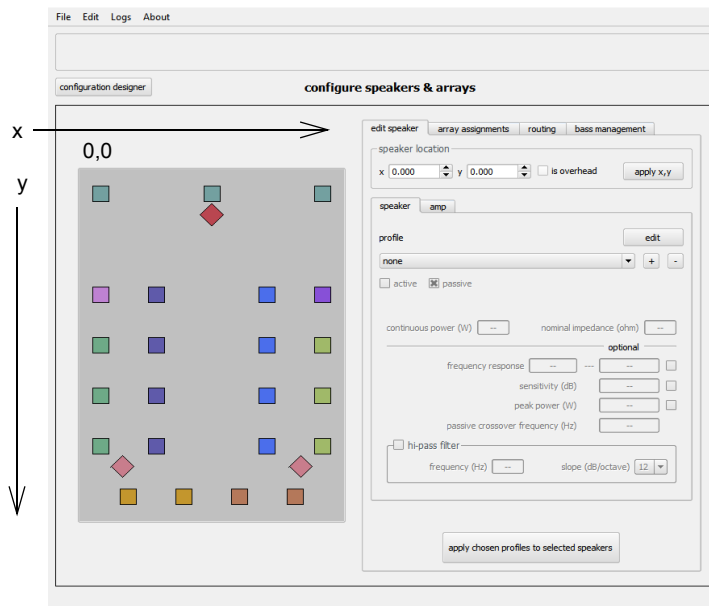 File Edit Logs About
configuration designer
configure speakers & arrays
x
0,0
y
edit speaker array assignments routing bass management
speaker location
x 0.000 y 0.000 is overhead apply x,y
speaker amp
profile edit
none + -
active passive
continuous power (W) -- nominal impedance (ohm) --
optional
frequency response -- --- --
sensitivity (dB) --
peak power (W) --
passive crossover frequency (Hz) --
hi-pass filter
frequency (Hz) -- slope (dB/octave) 12
apply chosen profiles to selected speakers